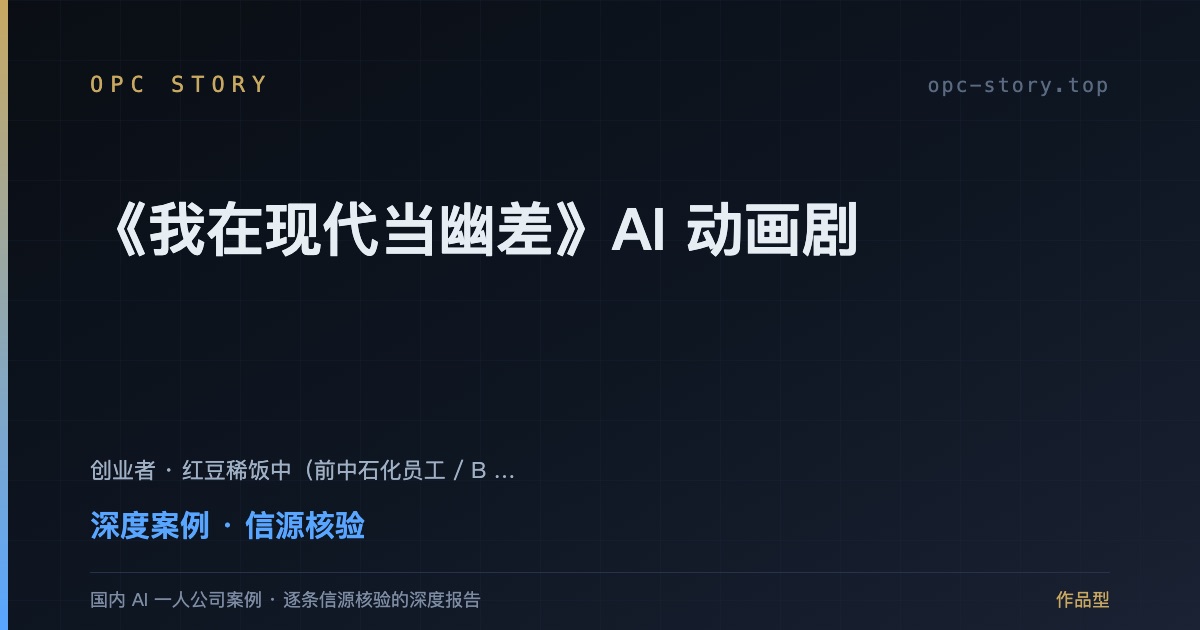 OPC STORY
opc-story.top
《我在现代当幽差》AI 动画剧
创业者 · 红豆稀饭中（前中石化员工 / B ...
深度案例 · 信源核验
国内 AI 一人公司案例 · 逐条信源核验的深度报告
作品型